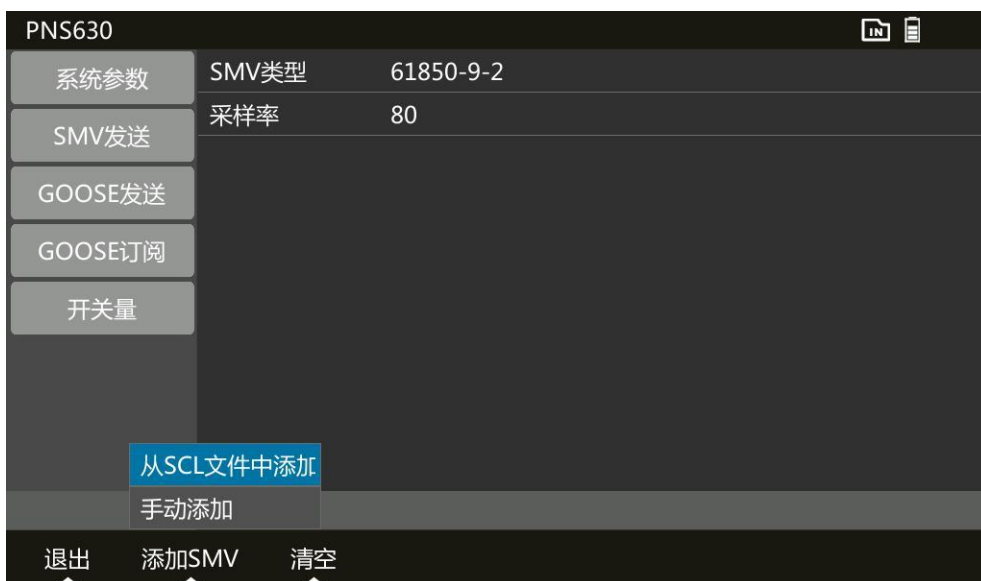 PNS630 IN
系统参数 SMV类型 61850-9-2
采样率 80
SMV发送
GOOSE发送
GOOSE订阅
开关量
从SCL文件中添加
手动添加
退出 添加SMV 清空